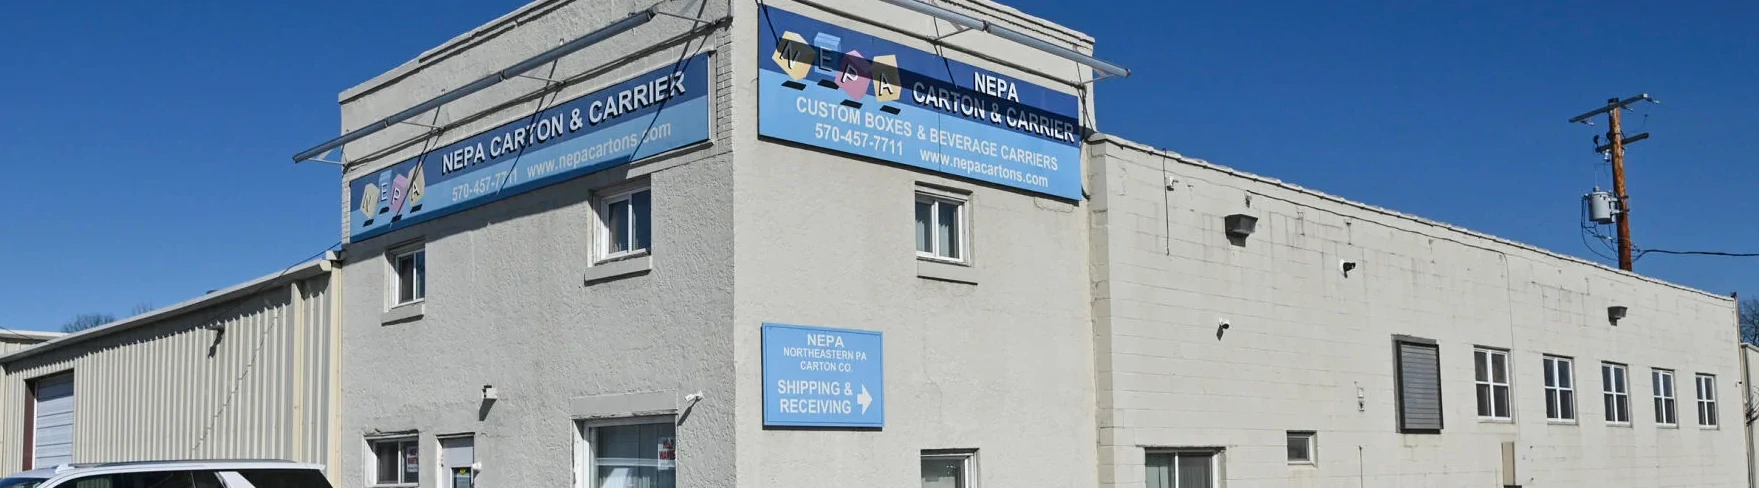 NEPA
NEPA CARTON & CARRIER
570-457-7711 www.nepacartons.com
NEPA
NEPA
CARTON & CARRIER
CUSTOM BOXES & BEVERAGE CARRIERS
570-457-7711 www.nepacartons.com
NEPA
NORTHEASTERN PA
CARTON CO.
SHIPPING &
RECEIVING